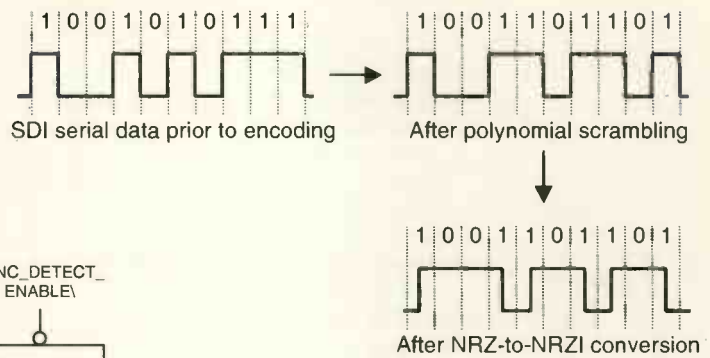 1 0 0 1 0 1 0 1 1 1
1 0 0 1 1 0 1 1 0 1
SDI serial data prior to encoding
After polynomial scrambling
1 0 0 1 1 0 1 1 0 1
After NRZ-to-NRZI conversion
NC_DETECT_
ENABLE\